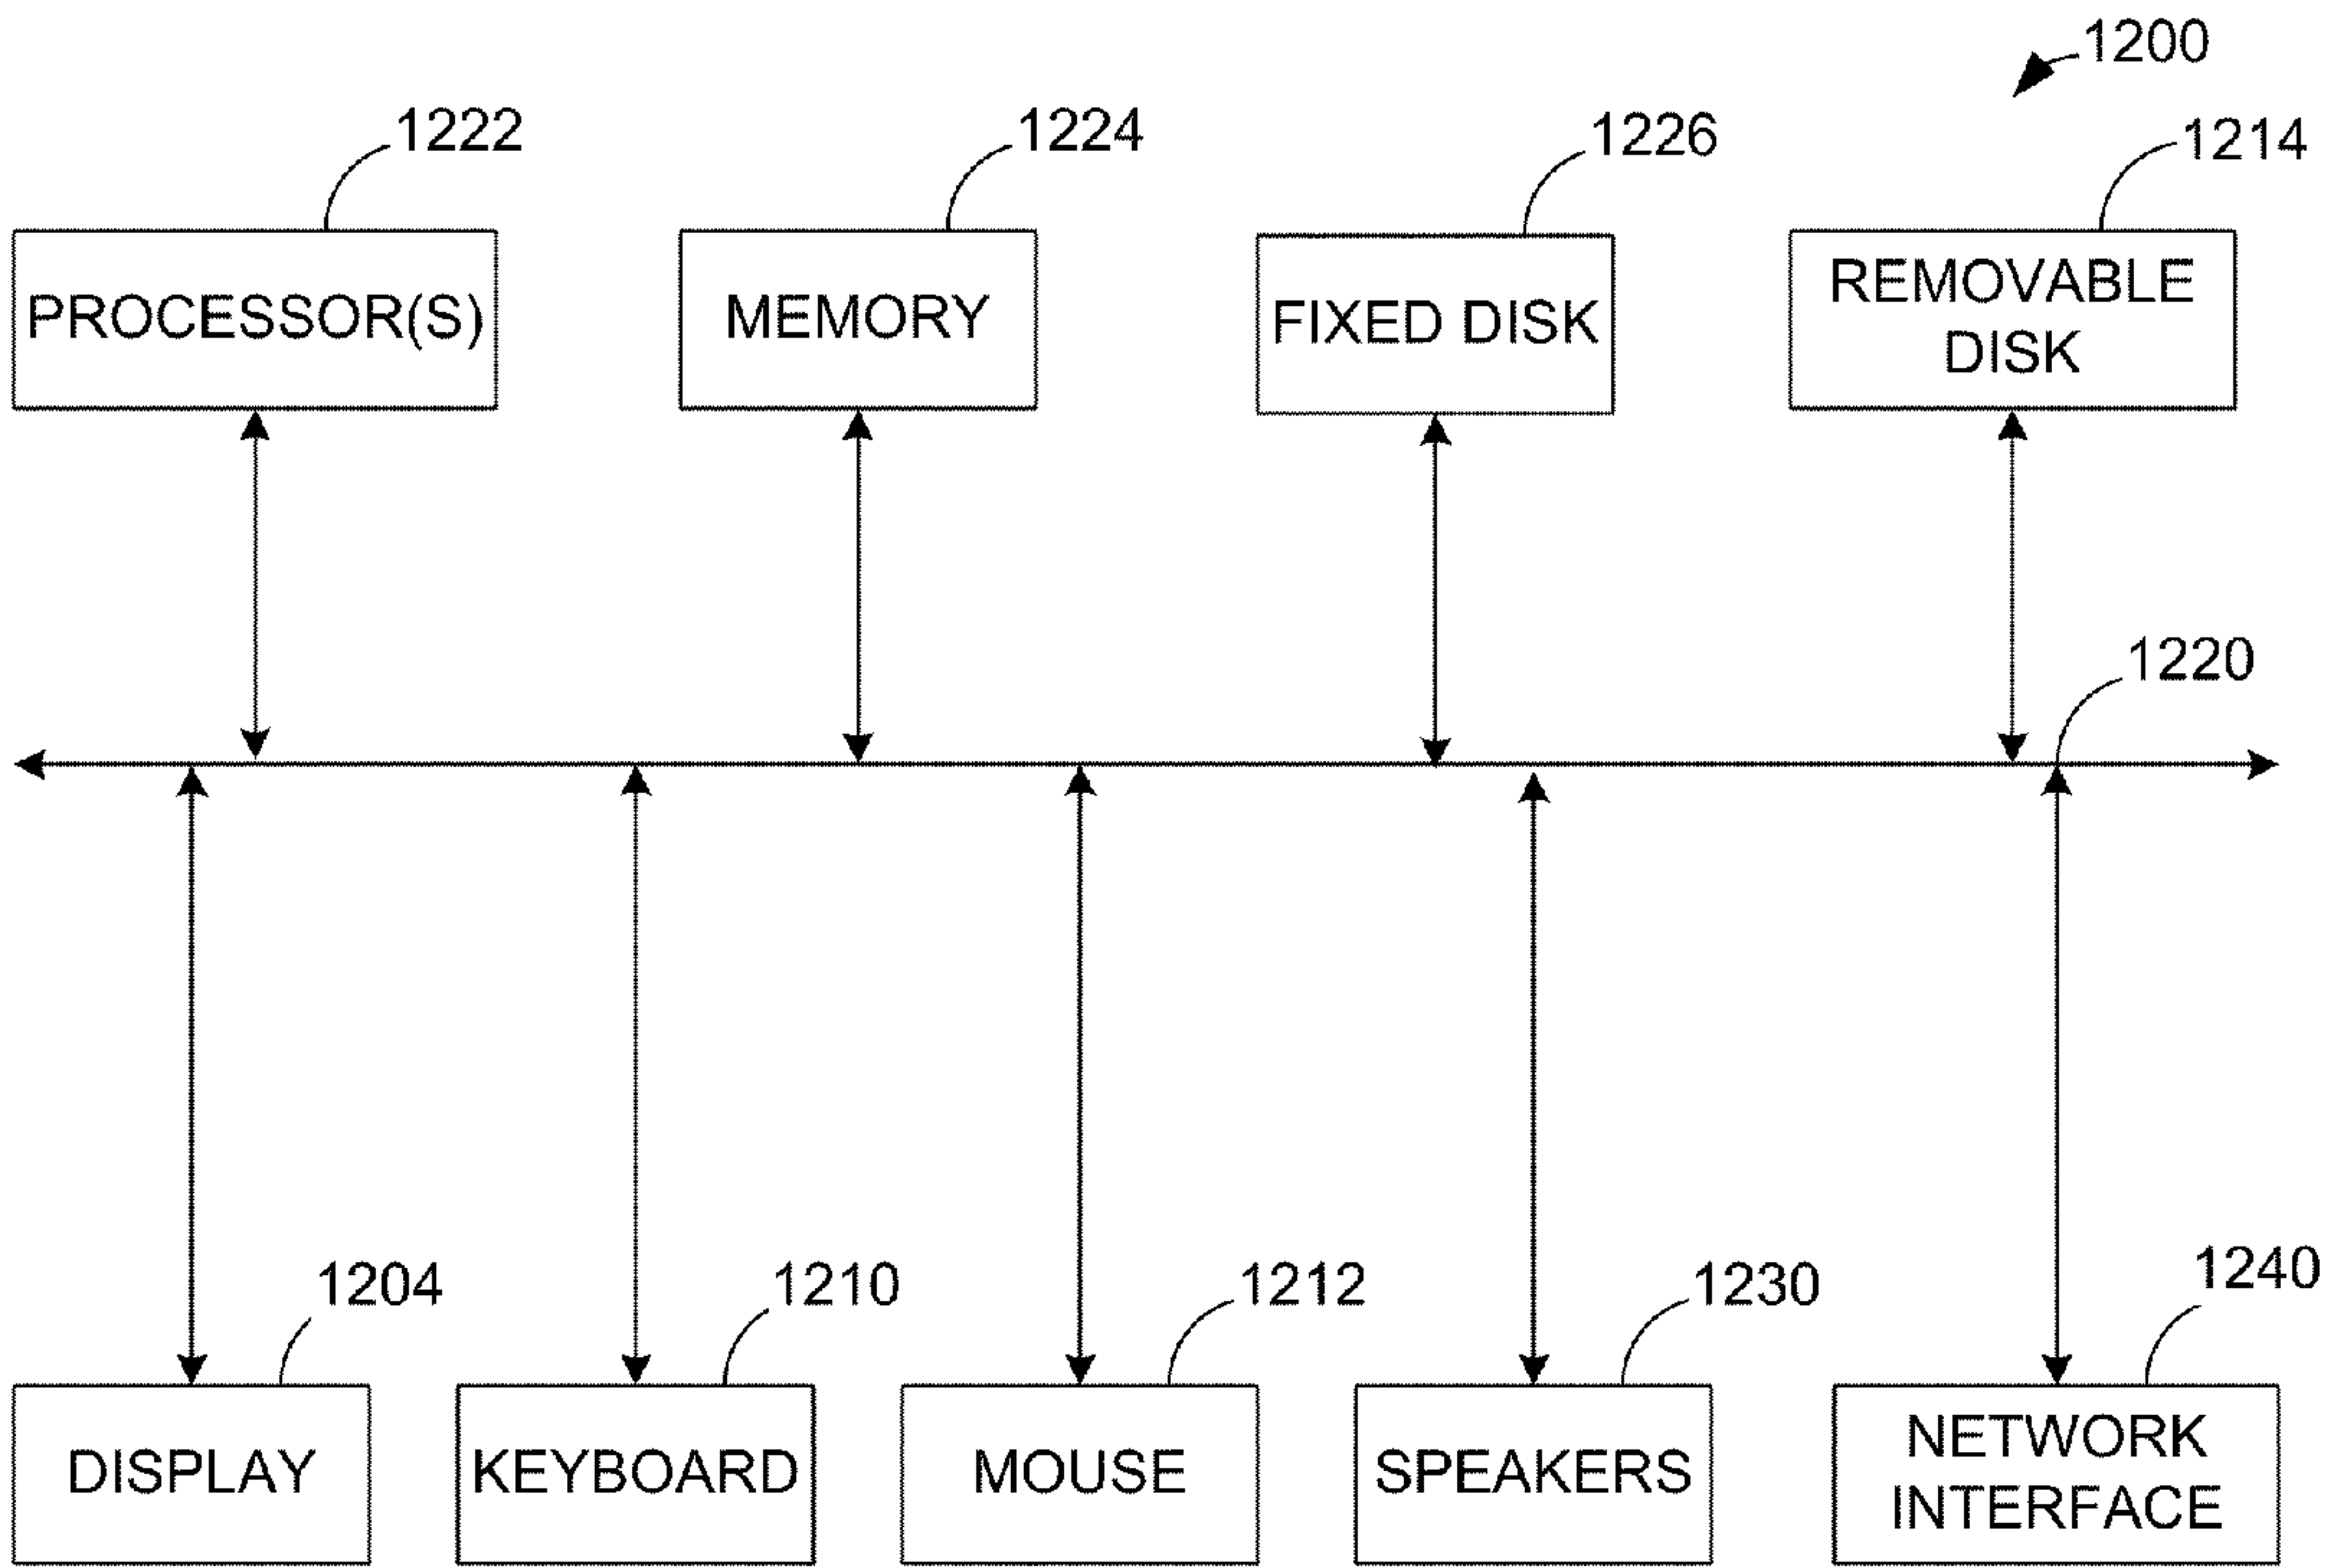 1200
1222
1224
1226
1214
PROCESSOR(S)
MEMORY
FIXED DISK
REMOVABLE
DISK
1220
1204
1210
1212
1230
1240
DISPLAY
KEYBOARD
MOUSE
SPEAKERS
NETWORK
INTERFACE